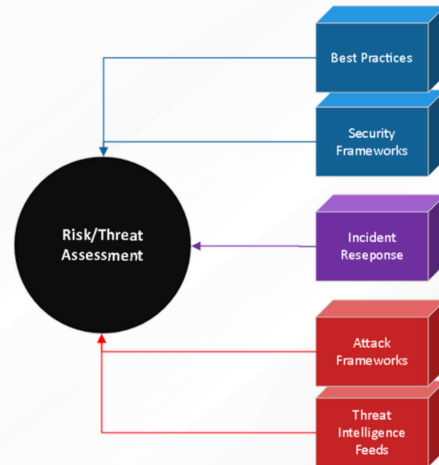 Best Practices
Security
Frameworks
Risk/Threat
Assessment
Incident
Reseponse
Attack
Frameworks
Threat
Intelligence
Feeds